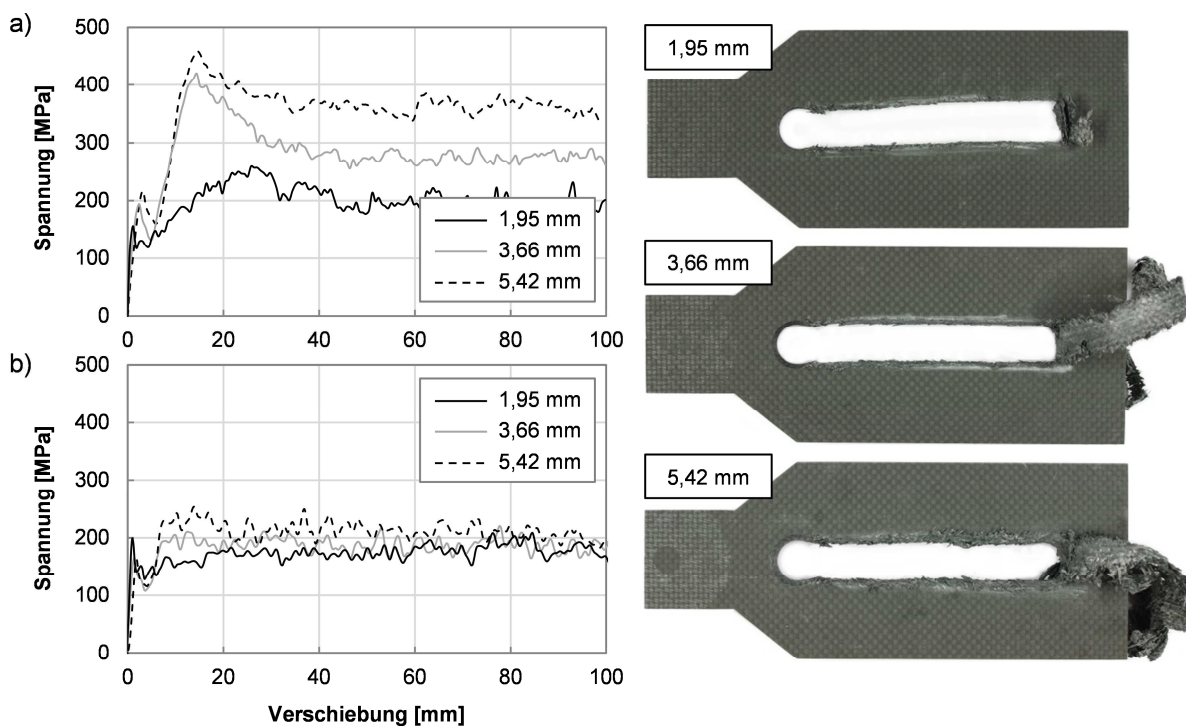 a)
Spannung [MPa]
500
400
300
200
100
0
0 20 40 60 80 100
1,95 mm
3,66 mm
5,42 mm
b)
Spannung [MPa]
500
400
300
200
100
0
0 20 40 60 80 100
1,95 mm
3,66 mm
5,42 mm
Verschiebung [mm]
1,95 mm
3,66 mm
5,42 mm